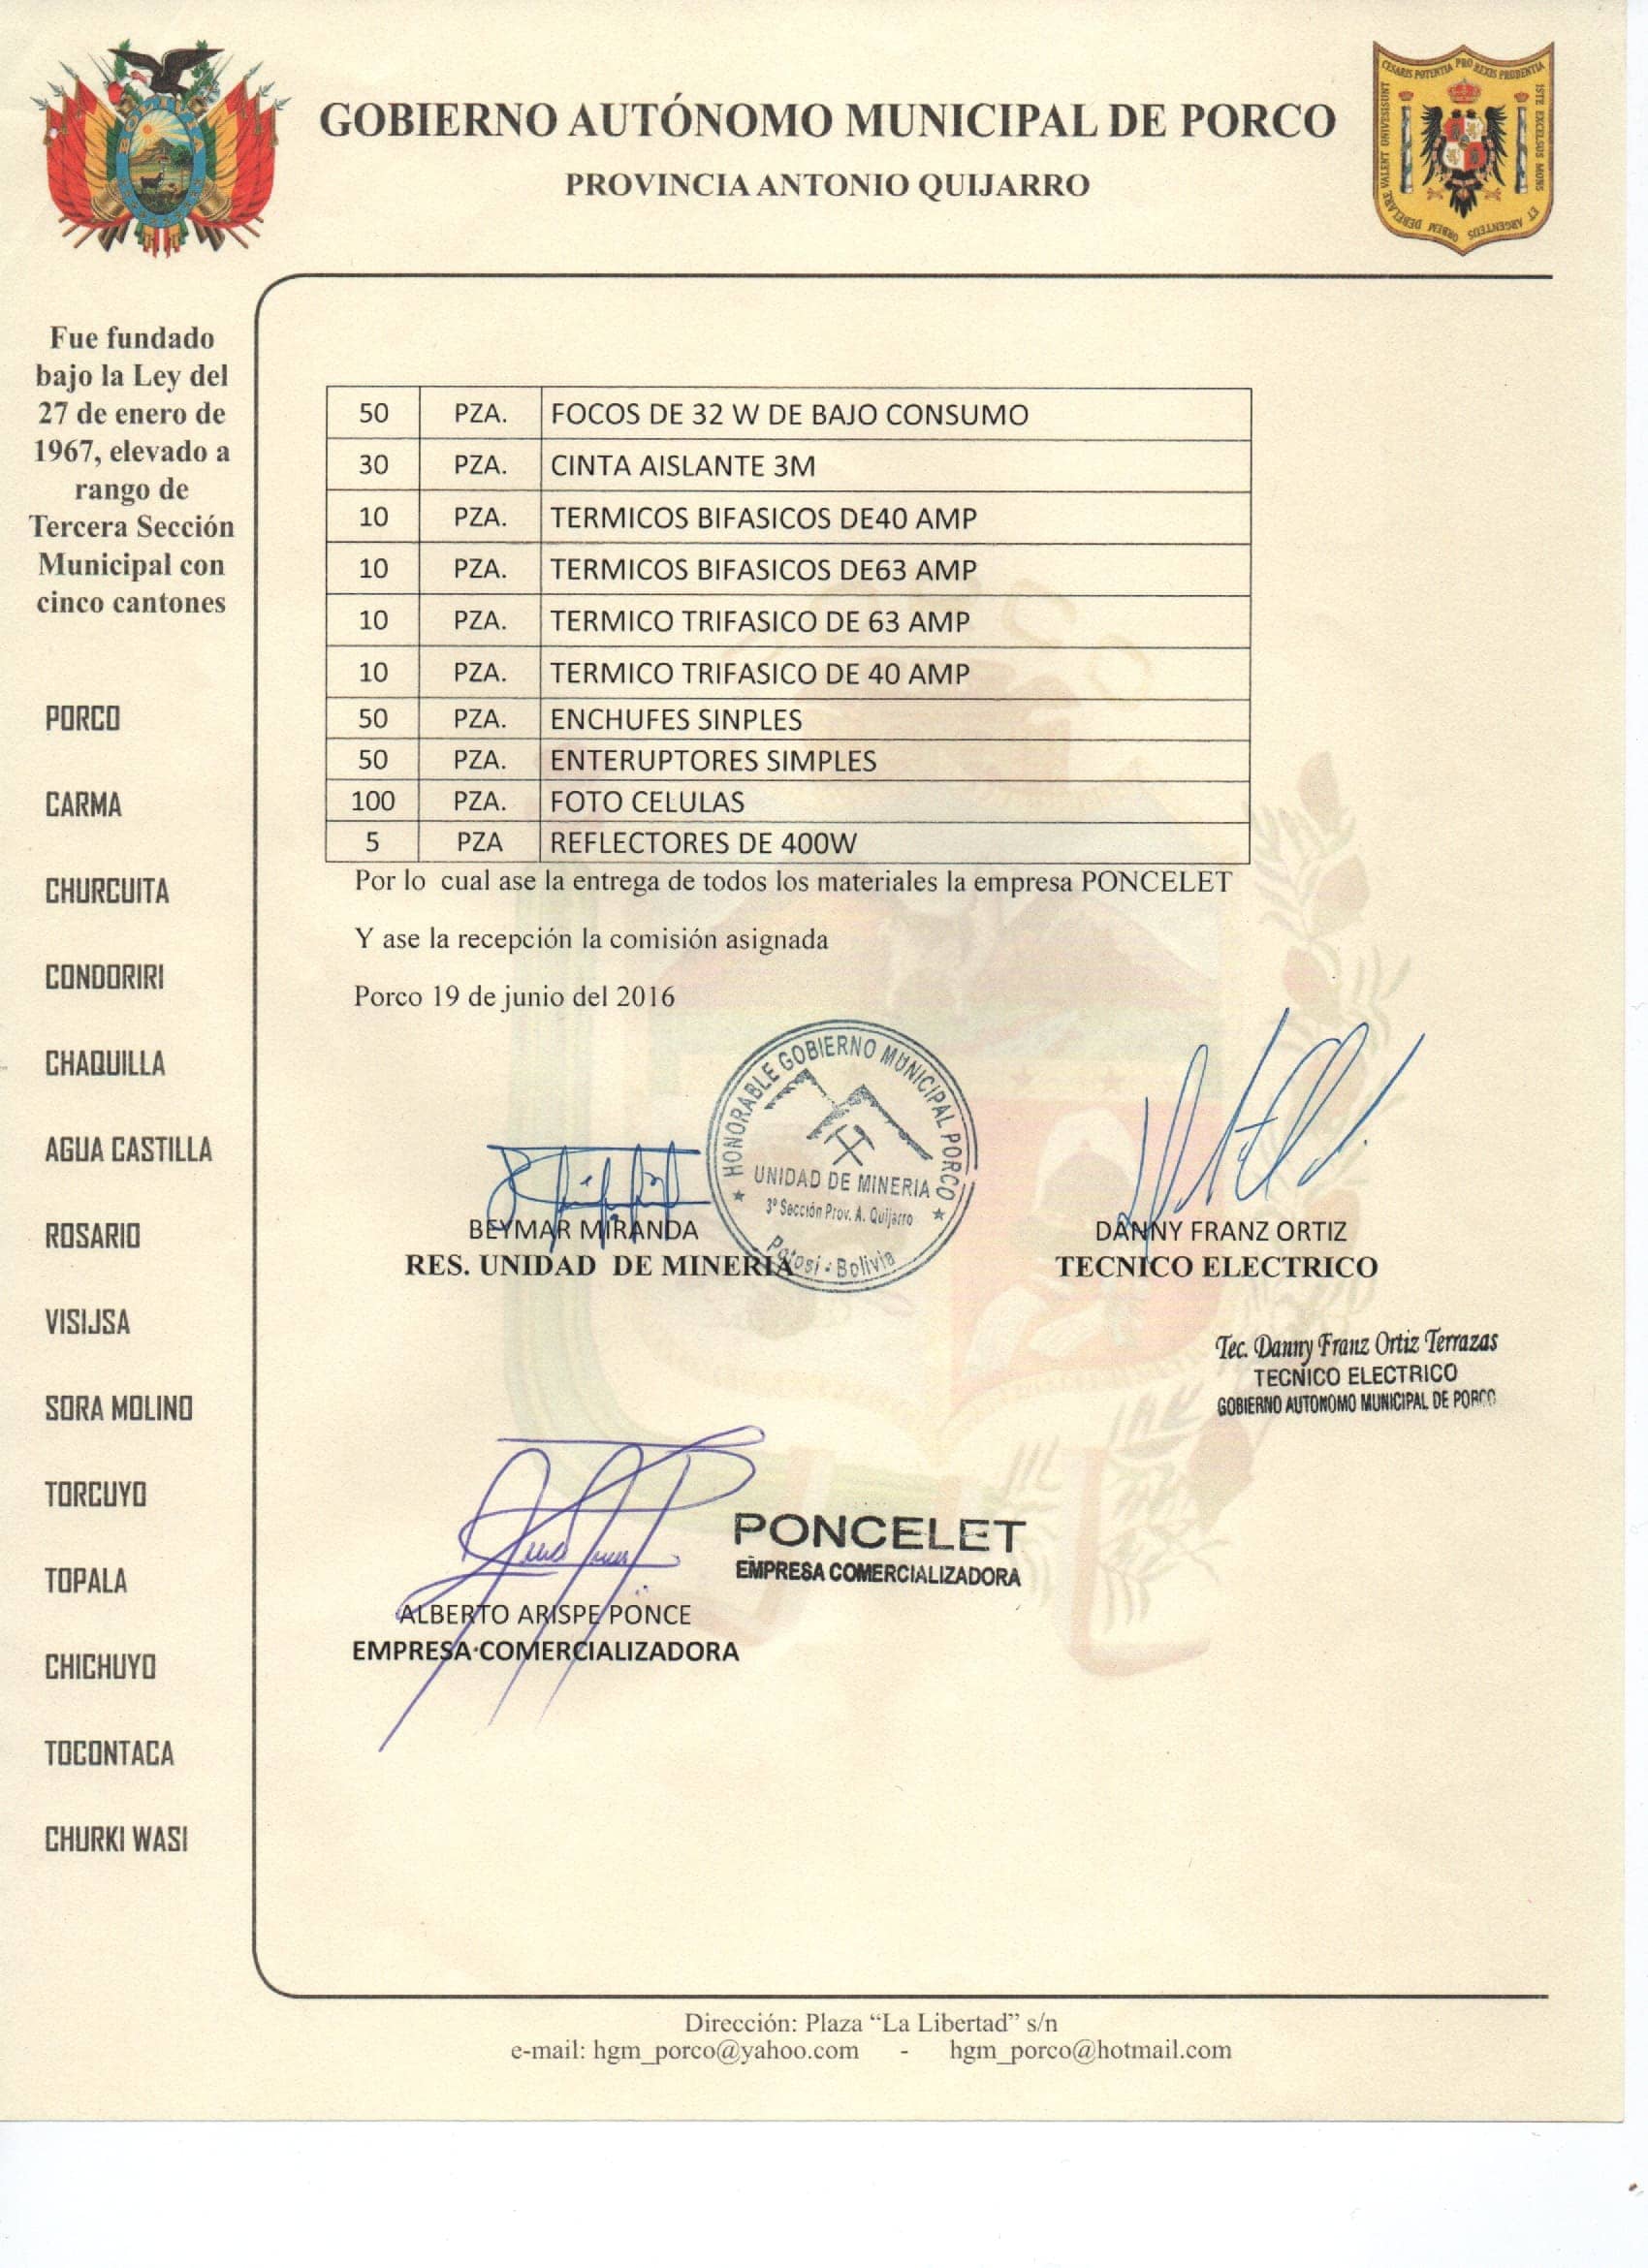 GOBIERNO AUTÓNOMO MUNICIPAL DE PORCO
PROVINCIA ANTONIO QUIJARRO
BOLIVIA
CESARIS POTENTIA PRO REXIS PRUDENTIA
ISTE EXCELSUS MONS
ET ARGENTEUS
ORBEM DEBELARE VALENT UNIVESISUNT
Fue fundado
bajo la Ley del
27 de enero de
1967, elevado a
rango de
Tercera Sección
Municipal con
cinco cantones
PORCO
CARMA
CHURCUITA
CONDORIRI
CHAQUILLA
AGUA CASTILLA
ROSARIO
VISIJSA
SORA MOLINO
TORCUYO
TOPALA
CHICHUYO
TOCONTACA
CHURKI WASI
50 PZA. FOCOS DE 32 W DE BAJO CONSUMO
30 PZA. CINTA AISLANTE 3M
10 PZA. TERMICOS BIFASICOS DE40 AMP
10 PZA. TERMICOS BIFASICOS DE63 AMP
10 PZA. TERMICO TRIFASICO DE 63 AMP
10 PZA. TERMICO TRIFASICO DE 40 AMP
50 PZA. ENCHUFES SINPLES
50 PZA. ENTERUPTORES SIMPLES
100 PZA. FOTO CELULAS
5 PZA REFLECTORES DE 400W
Por lo cual ase la entrega de todos los materiales la empresa PONCELET
Y ase la recepción la comisión asignada
Porco 19 de junio del 2016
HONORABLE GOBIERNO MUNICIPAL PORCO
UNIDAD DE MINERIA
3° Sección Prov. A. Quijarro
Potosi - Bolivia
BEYMAR MIRANDA
RES. UNIDAD DE MINERIA
DANNY FRANZ ORTIZ
TECNICO ELECTRICO
Tec. Danny Franz Ortiz Terrazas
TECNICO ELECTRICO
GOBIERNO AUTONOMO MUNICIPAL DE PORCO
PONCELET
EMPRESA COMERCIALIZADORA
ALBERTO ARISPE PONCE
EMPRESA COMERCIALIZADORA
Dirección: Plaza “La Libertad” s/n
e-mail: hgm_porco@yahoo.com - hgm_porco@hotmail.com